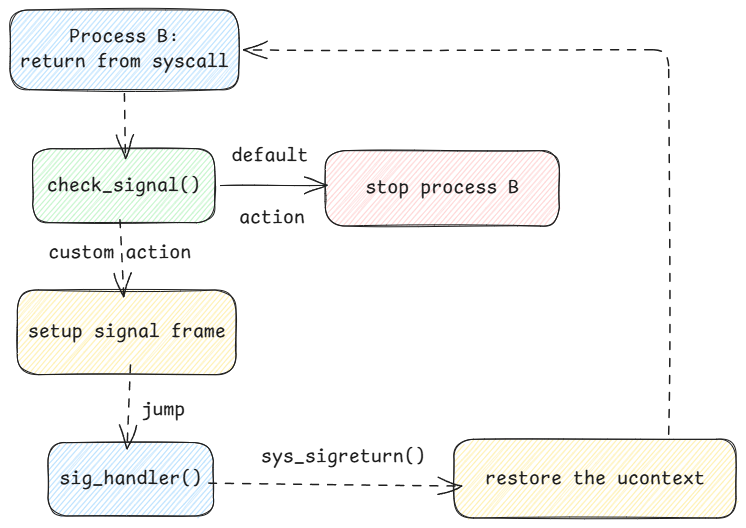 Process B:
return from syscall
default
check_signal()
stop process B
action
custom action
setup signal frame
jump
sys_sigreturn()
sig_handler()
restore the ucontext